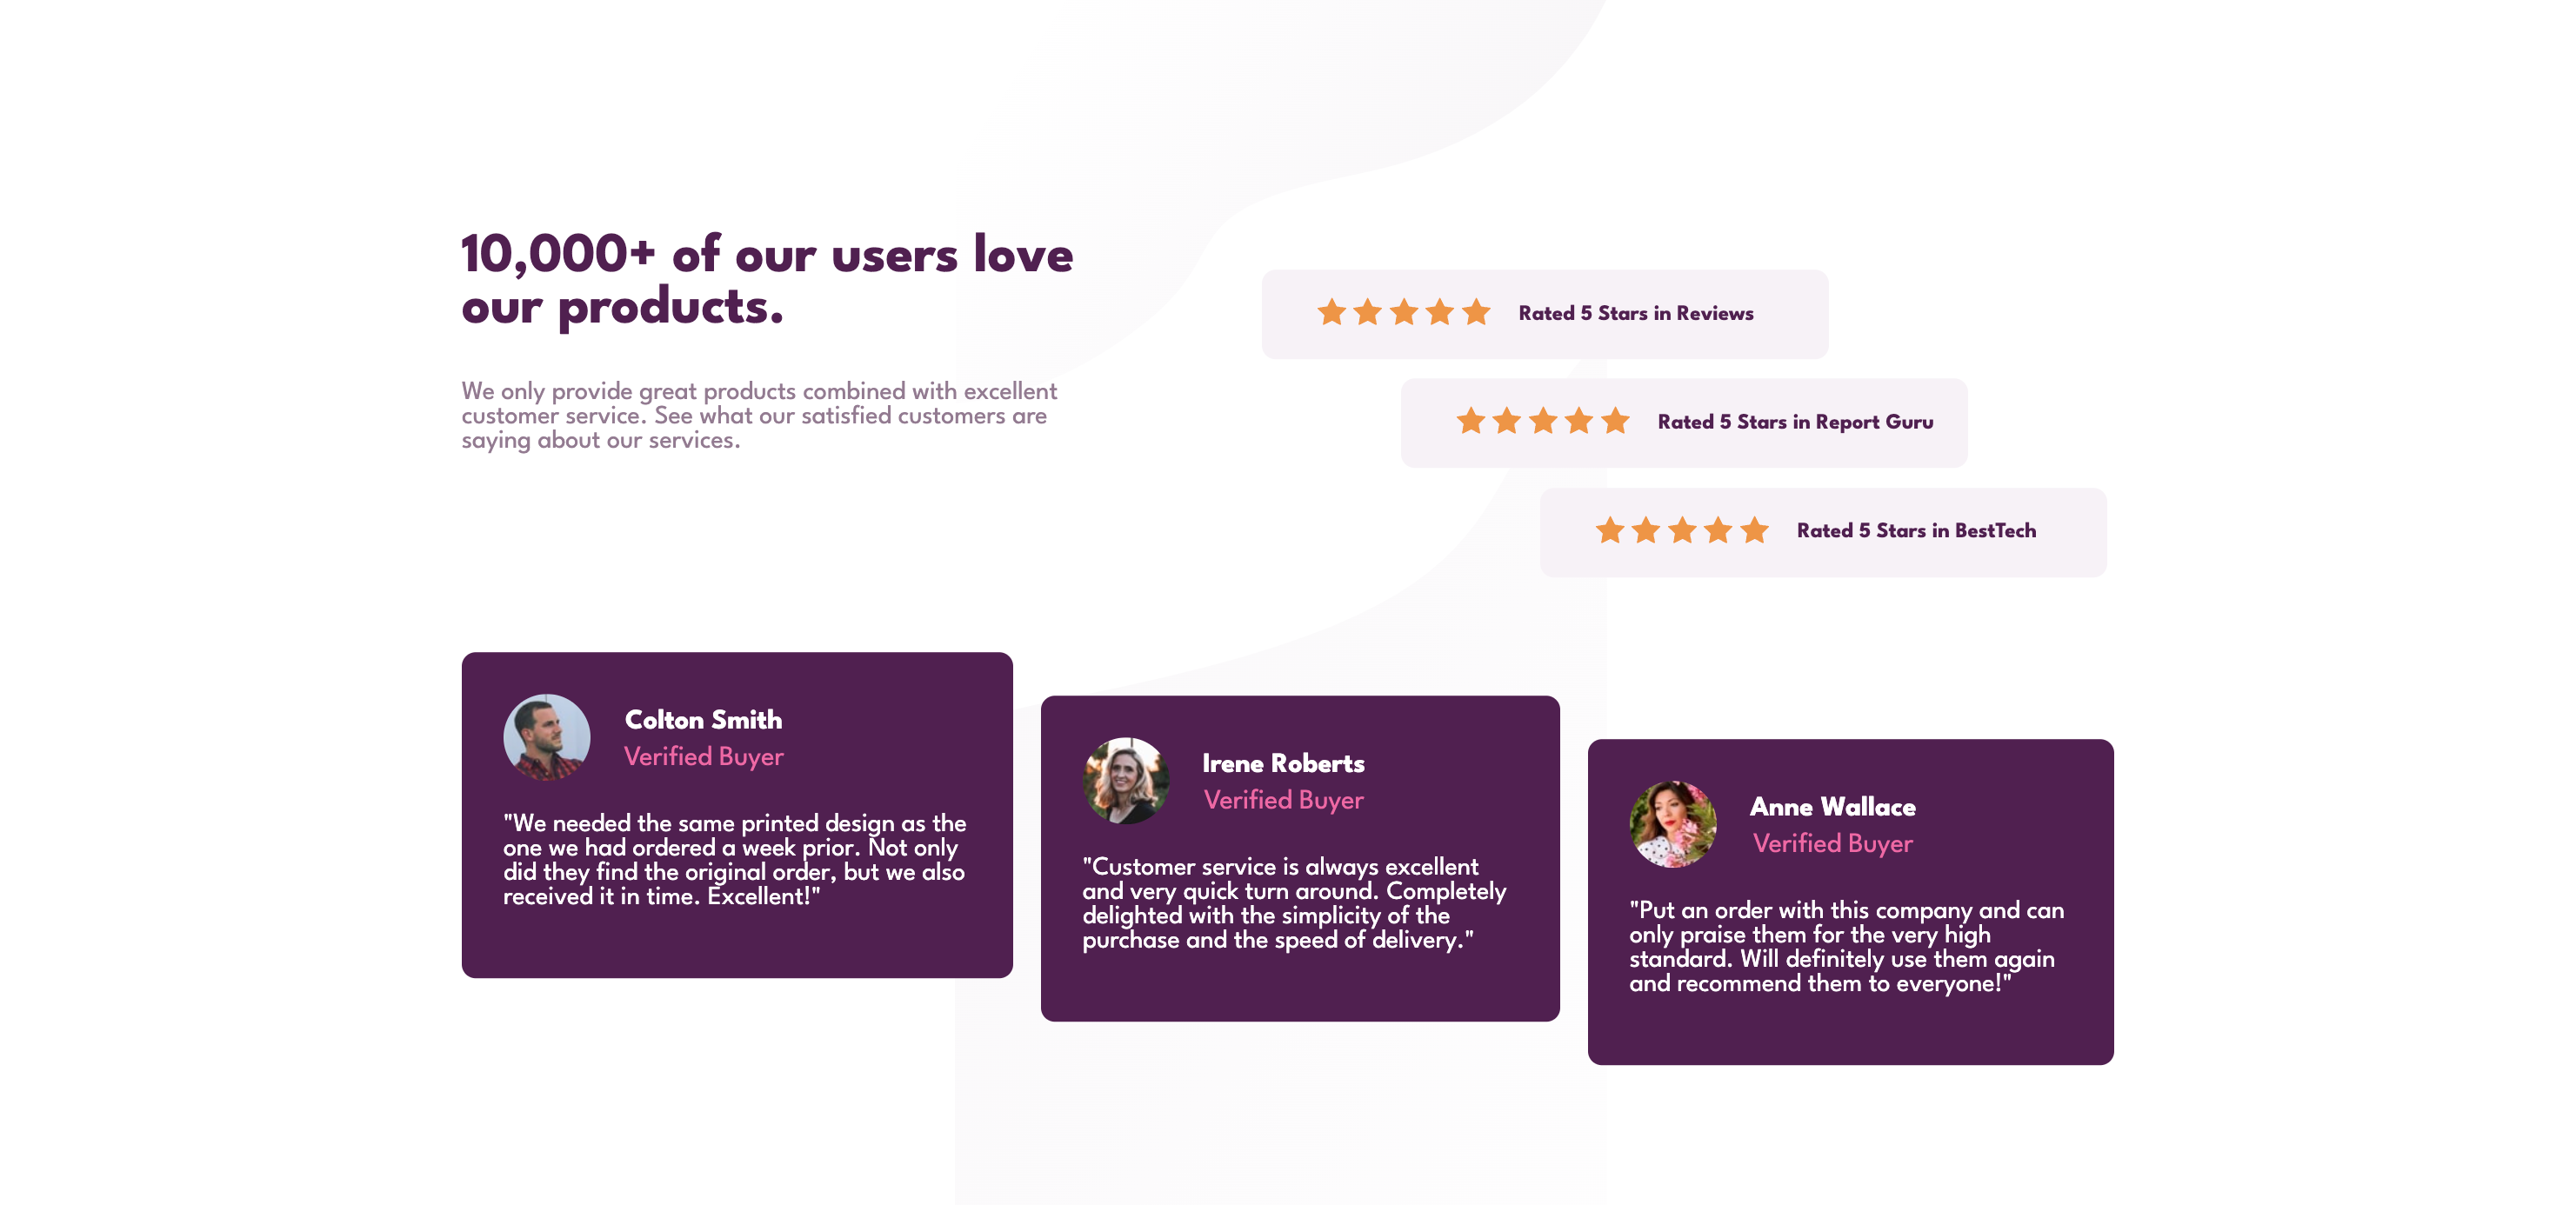 10,000+ of our users love
our products.
We only provide great products combined with excellent
customer service. See what our satisfied customers are
saying about our services.
Rated 5 Stars in Reviews
Rated 5 Stars in Report Guru
Rated 5 Stars in BestTech
Colton Smith
Verified Buyer
"We needed the same printed design as the
one we had ordered a week prior. Not only
did they find the original order, but we also
received it in time. Excellent!"
Irene Roberts
Verified Buyer
"Customer service is always excellent
and very quick turn around. Completely
delighted with the simplicity of the
purchase and the speed of delivery."
Anne Wallace
Verified Buyer
"Put an order with this company and can
only praise them for the very high
standard. Will definitely use them again
and recommend them to everyone!"